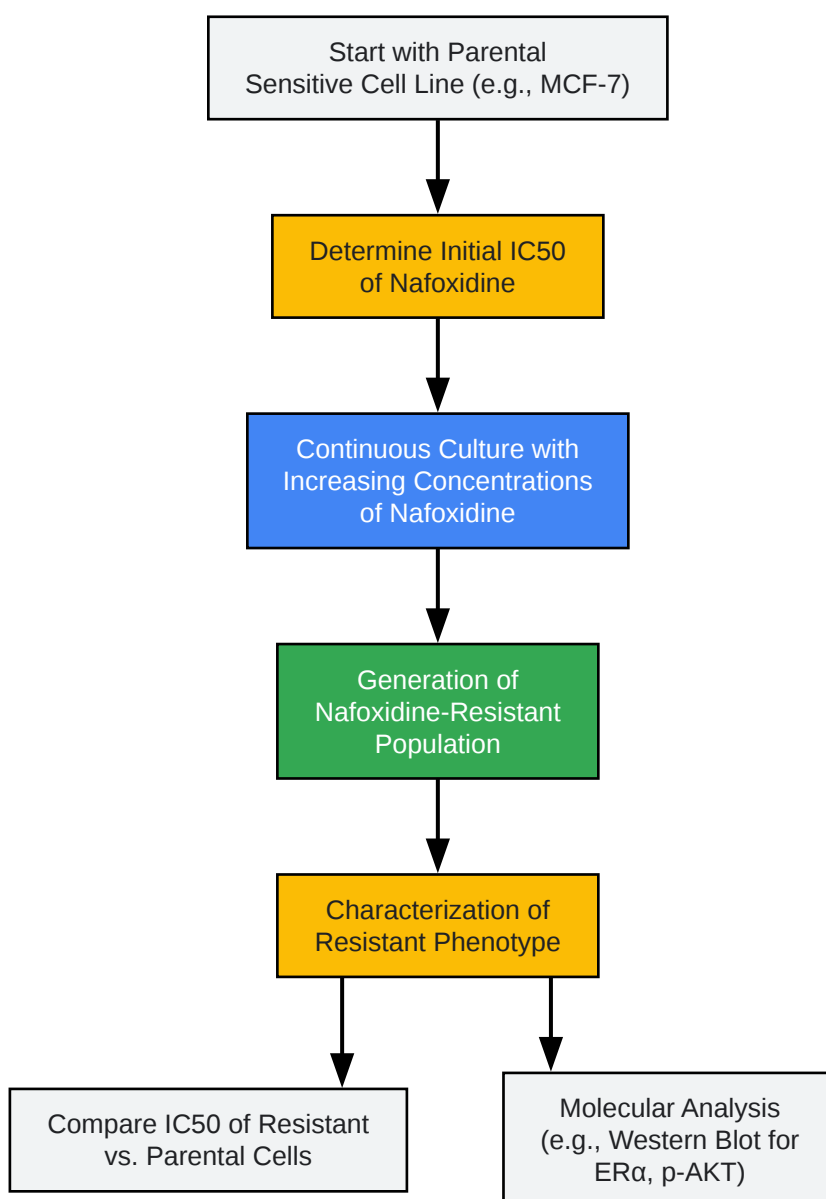 Start with Parental
Sensitive Cell Line (e.g., MCF-7)
Determine Initial IC50
of Nafoxidine
Continuous Culture with
Increasing Concentrations
of Nafoxidine
Generation of
Nafoxidine-Resistant
Population
Characterization of
Resistant Phenotype
Compare IC50 of Resistant
vs. Parental Cells
Molecular Analysis
(e.g., Western Blot for
ERα, p-AKT)